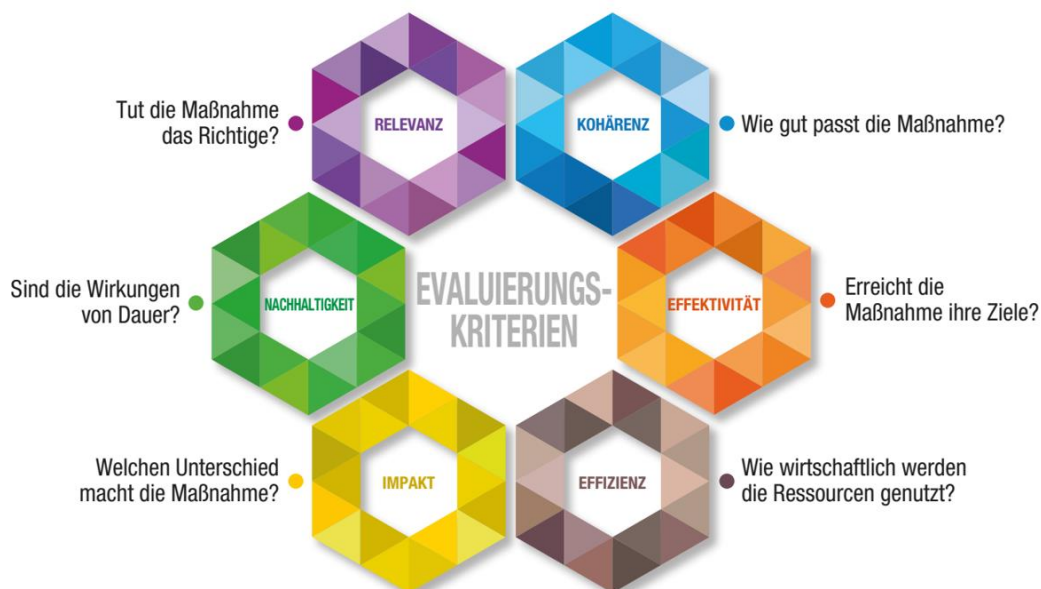 Tut die Maßnahme
das Richtige?
RELEVANZ
KOHÄRENZ
Wie gut passt die Maßnahme?
Sind die Wirkungen
von Dauer?
NACHHALTIGKEIT
EVALUIERUNGS-
KRITERIEN
EFFEKTIVITÄT
Erreicht die
Maßnahme ihre Ziele?
Welchen Unterschied
macht die Maßnahme?
IMPAKT
EFFIZIENZ
Wie wirtschaftlich werden
die Ressourcen genutzt?